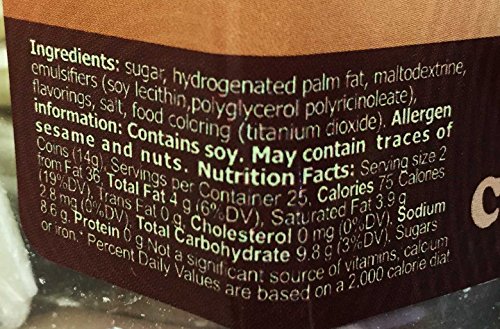 Ingredients: sugar, hydrogenated palm fat, maltodextrine,
emulsifiers (soy lecithin,polyglycerol polyricinoleate),
flavorings, salt, food coloring (titanium dioxide). Allergen
information: Contains soy. May contain traces of
sesame and nuts. Nutrition Facts: Serving size 2
Coins (14g), Servings per Container 25, Calories 75 Calories
from Fat 36, Total Fat 4 g (6%DV), Saturated Fat 3.9 g
(19%DV), Trans Fat 0 g, Cholesterol 0 mg (0%DV), Sodium
2.8 mg (0%DV), Total Carbohydrate 9.8 g (3%DV), Sugars
8.6 g, Protein 0 g Not a significant source of vitamins, calcium
or iron.* Percent Daily Values are based on a 2,000 calorie diet
C